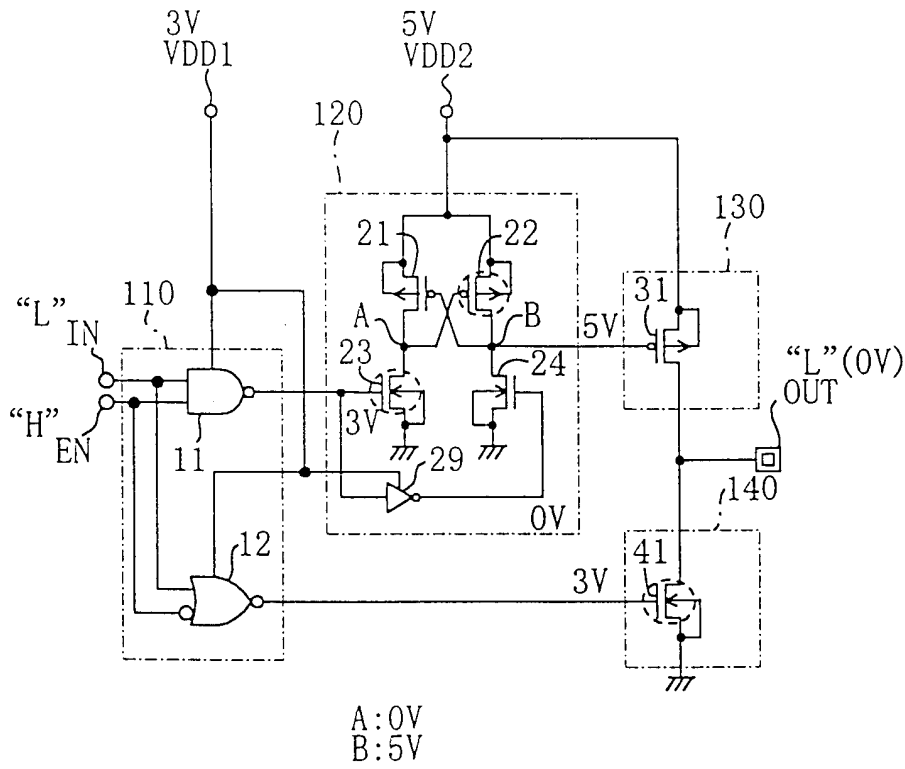 3V
VDD1
5V
VDD2
120
130
21
22
31
“L”
IN
110
A
B
5V
“L”(0V)
OUT
23
24
“H”
EN
3V
11
29
140
0V
12
41
3V
A:0V
B:5V